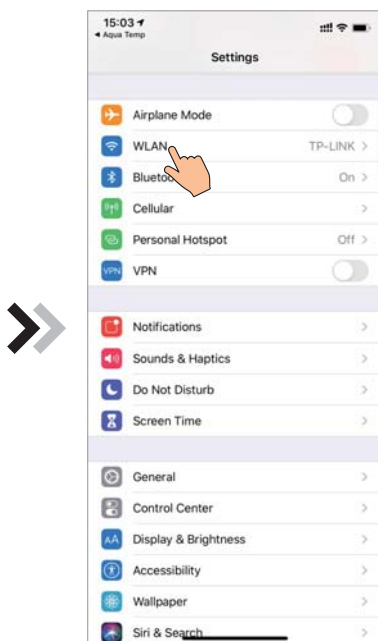 15:03
Aqua Temp
Settings
Airplane Mode
WLAN TP-LINK
Bluetoo On
Cellular
Personal Hotspot Off
VPN VPN
Notifications
Sounds & Haptics
Do Not Disturb
Screen Time
General
Control Center
AA Display & Brightness
Accessibility
Wallpaper
Siri & Search